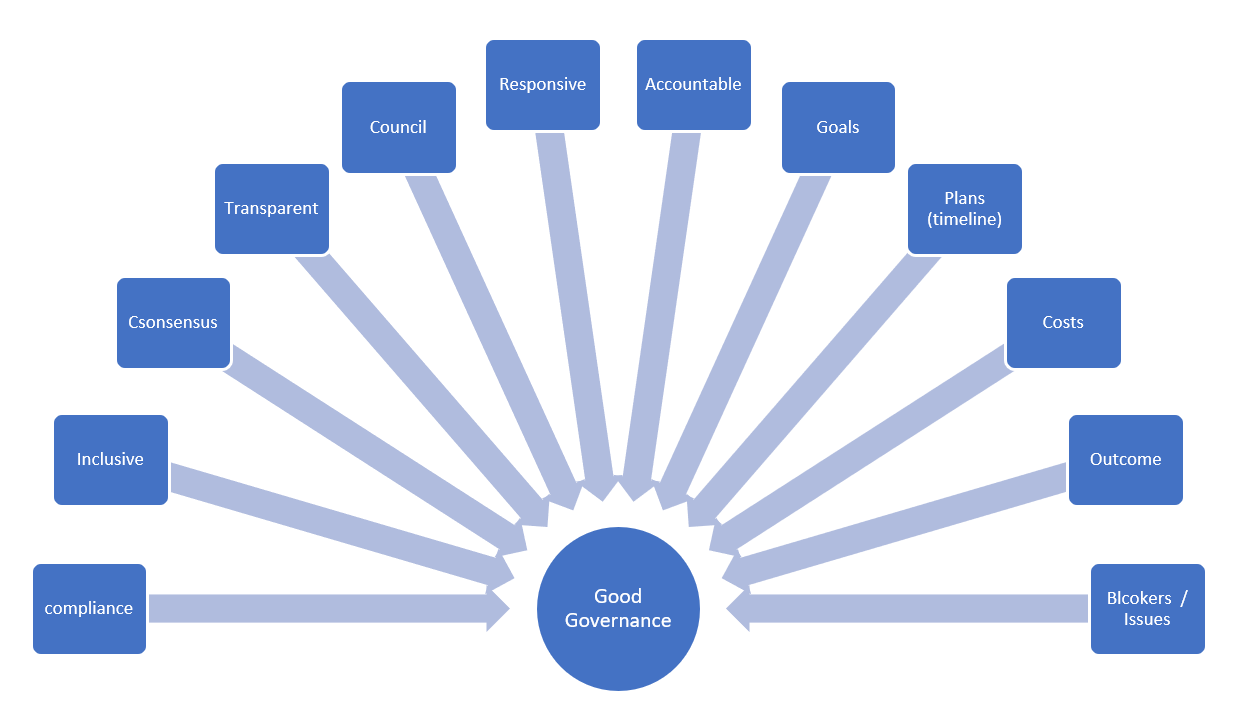 Responsive
Accountable
Council
Goals
Transparent
Plans
(timeline)
Csonsensus
Costs
Inclusive
Outcome
compliance
Good
Governance
Blcokers /
Issues